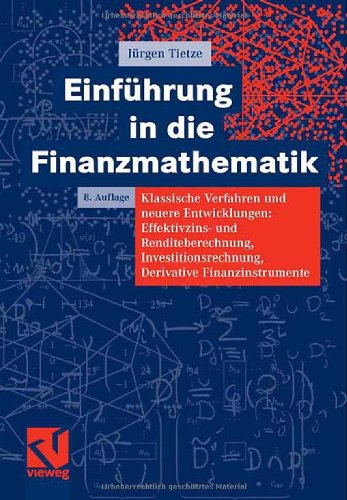 Urheberrechtlich geschütztes Material
Jürgen Tietze
Einführung
in die
Finanzmathematik
8. Auflage
Klassische Verfahren und
neuere Entwicklungen:
Effektivzins- und
Renditeberechnung,
Investitionsrechnung,
Derivative Finanzinstrumente
vieweg
Urheberrechtlich geschütztes Material